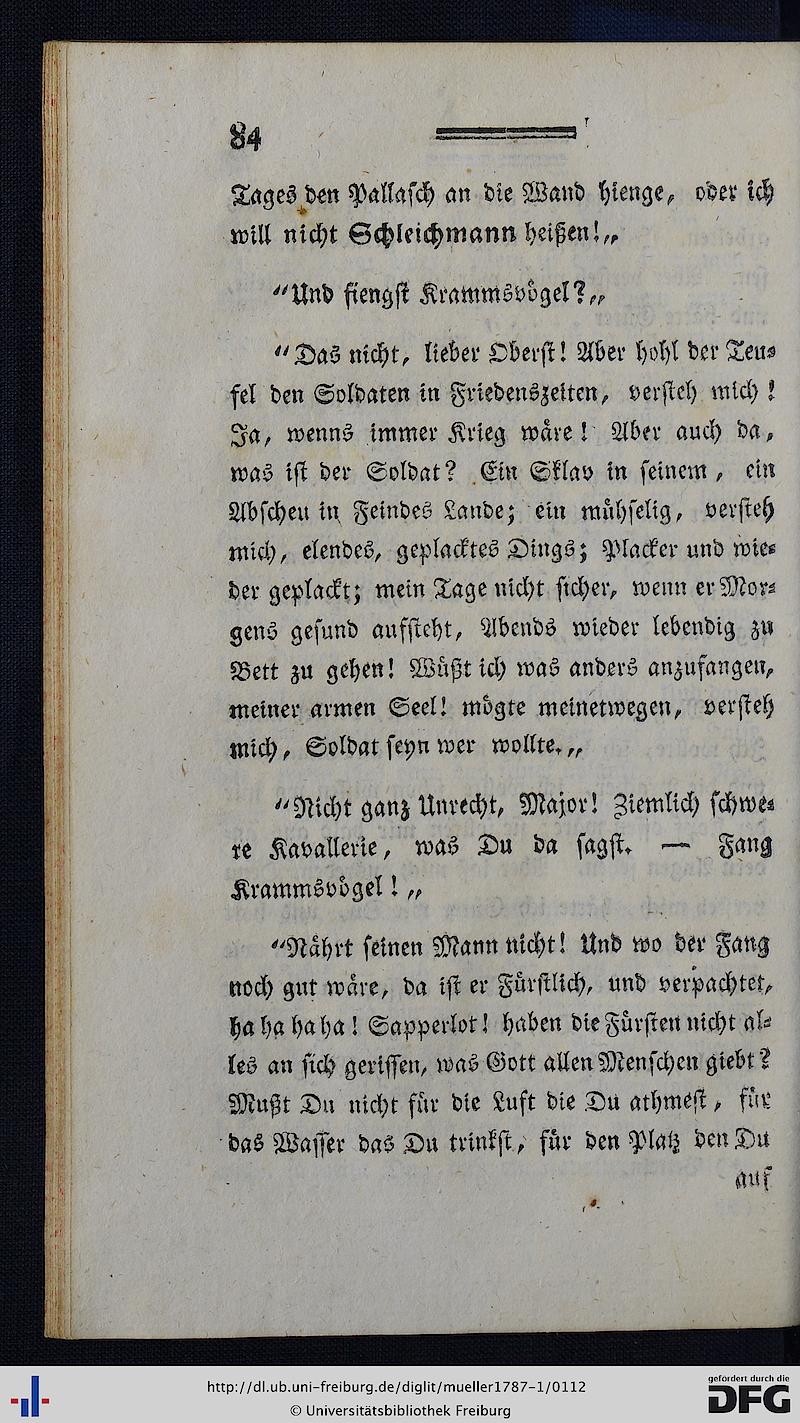 84
Tages den Pallasch an die Wand hienge, oder ich
will nicht Schleichmann heißen!„
“Und fiengst Krammsvögel?„
“Das nicht, lieber Oberst! Aber hohl der Teu-
fel den Soldaten in Friedenszeiten, versteh mich!
Ja, wenns immer Krieg wäre! Aber auch da,
was ist der Soldat? Ein Sklav in seinem, ein
Abscheu in Feindes Lande; ein mühselig, versteh
mich, elendes, geplacktes Dings; Placker und wie-
der geplackt; mein Tage nicht sicher, wenn er Mor-
gens gesund aufsteht, Abends wieder lebendig zu
Bett zu gehen! Wüßt ich was anders anzufangen,
meiner armen Seel! mögte meinetwegen, versteh
mich, Soldat seyn wer wollte.„
“Nicht ganz Unrecht, Major! Ziemlich schwe-
re Kavallerie, was Du da sagst. — Fang
Krammsvögel!„
“Nährt seinen Mann nicht! Und wo der Fang
noch gut wäre, da ist er Fürstlich, und verpachtet,
ha ha ha ha! Sapperlot! haben die Fürsten nicht al-
les an sich gerissen, was Gott allen Menschen giebt?
Mußt Du nicht für die Luft die Du athmest, für
das Wasser das Du trinkst, für den Platz den Du
auf
http://dl.ub.uni-freiburg.de/diglit/mueller1787-1/0112
© Universitätsbibliothek Freiburg
gefördert durch die
DFG